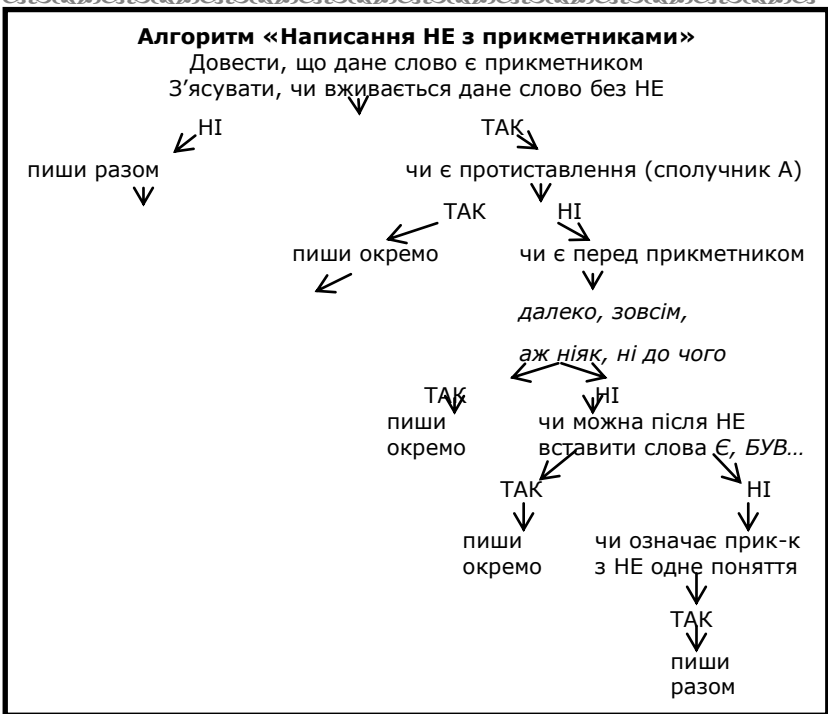 Алгоритм «Написання НЕ з прикметниками»
Довести, що дане слово є прикметником
З’ясувати, чи вживається дане слово без НЕ
НІ ТАК
пиши разом чи є протиставлення (сполучник А)
ТАК НІ
пиши окремо чи є перед прикметником
далеко, зовсім,
аж ніяк, ні до чого
ТАК НІ
пиши чи можна після НЕ
окремо вставити слова Є, БУВ...
ТАК НІ
пиши чи означає прик-к
окремо з НЕ одне поняття
ТАК
пиши
разом